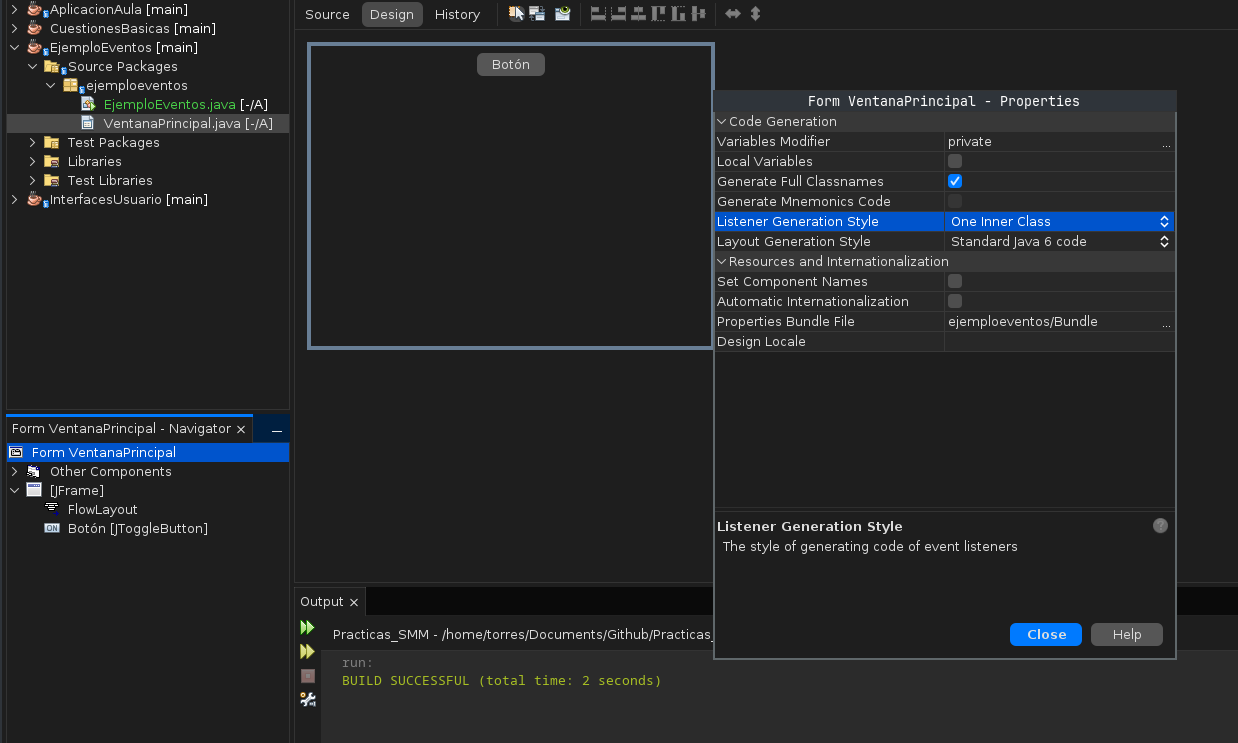 AplicacionAula [main]
CuestionesBasicas [main]
EjemploEventos [main]
Source Packages
ejemploeventos
EjemploEventos.java [-/A]
VentanaPrincipal.java [-/A]
Test Packages
Libraries
Test Libraries
InterfacesUsuario [main]
Form VentanaPrincipal - Navigator
Form VentanaPrincipal
Other Components
[JFrame]
FlowLayout
ON Botón [JToggleButton]
Source Design History
Botón
Form VentanaPrincipal - Properties
Code Generation
Variables Modifier private ...
Local Variables
Generate Full Classnames
Generate Mnemonics Code
Listener Generation Style One Inner Class
Layout Generation Style Standard Java 6 code
Resources and Internationalization
Set Component Names
Automatic Internationalization
Properties Bundle File ejemploeventos/Bundle ...
Design Locale
Listener Generation Style
?
The style of generating code of event listeners
Close Help
Output
Practicas_SMM - /home/torres/Documents/Github/Practicas_
run:
BUILD SUCCESSFUL (total time: 2 seconds)